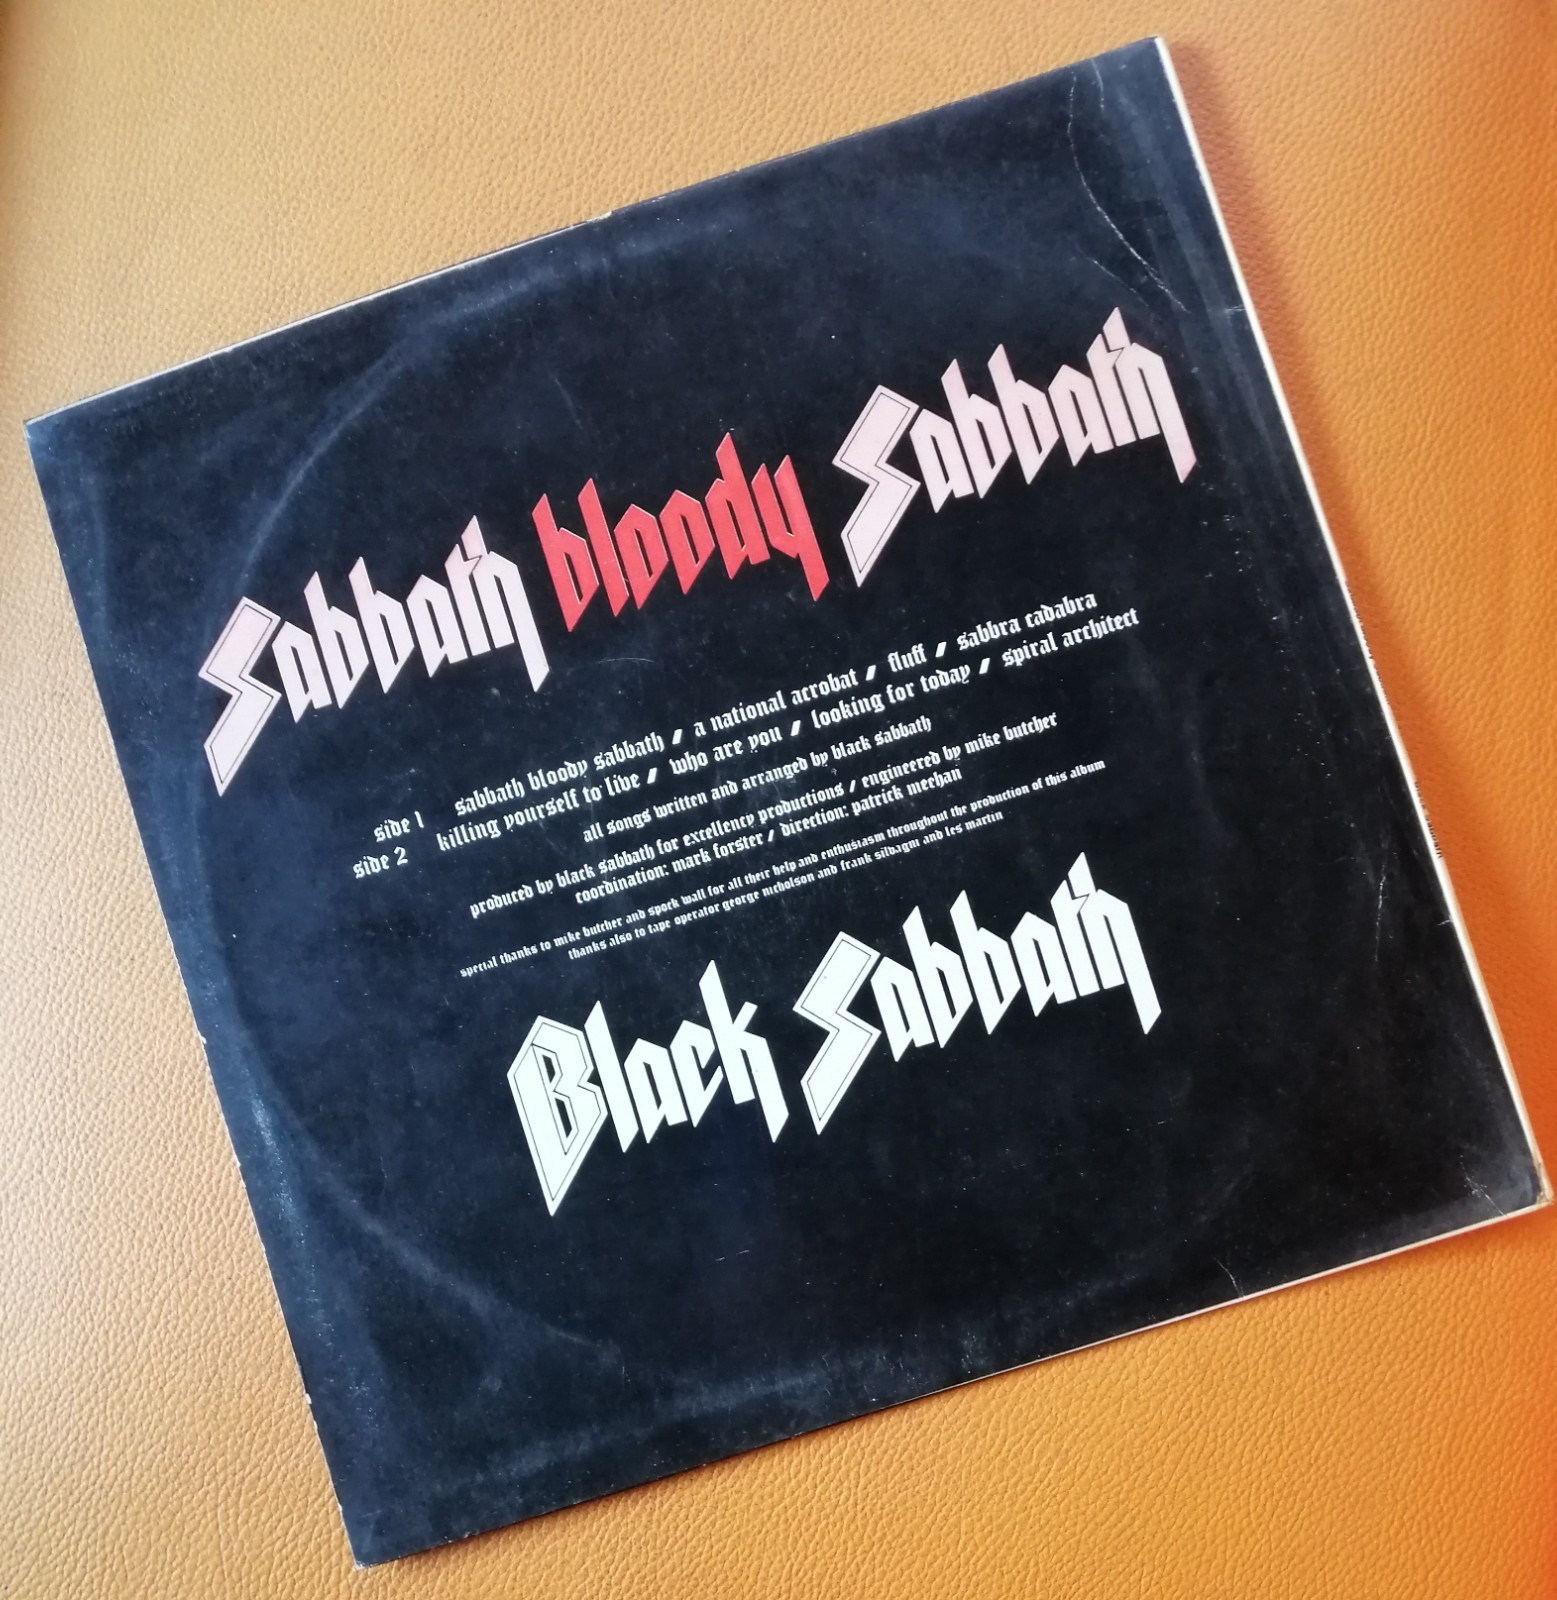 Sabbath bloody Sabbath
side 1 sabbath bloody sabbath / a national acrobat / fluff / sabbra cadabra
side 2 killing yourself to live / who are you / looking for today / spiral architect
all songs written and arranged by black sabbath
produced by black sabbath for excellency productions / engineered by mike butcher
coordination: mark forster / direction: patrick meehan
special thanks to mike butcher and spock wall for all their help and enthusiasm throughout the production of this album
thanks also to tape operator george nicholson and frank silvagni and les martin
Black Sabbath